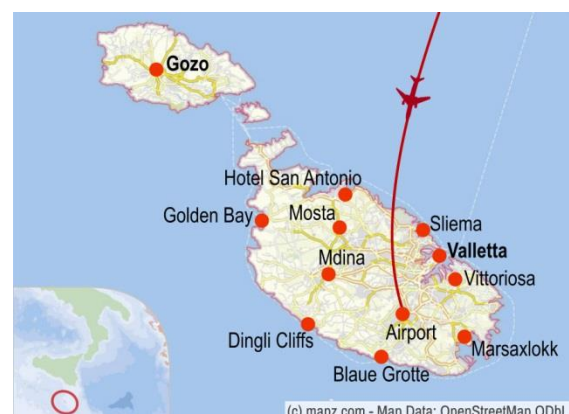 Gozo
Hotel San Antonio
Golden Bay
Mosta
Sliema
Valletta
Mdina
Vittoriosa
Airport
Dingli Cliffs
Marsaxlokk
Blaue Grotte
(c) manz.com - Map Data: OpenStreetMap ODbL